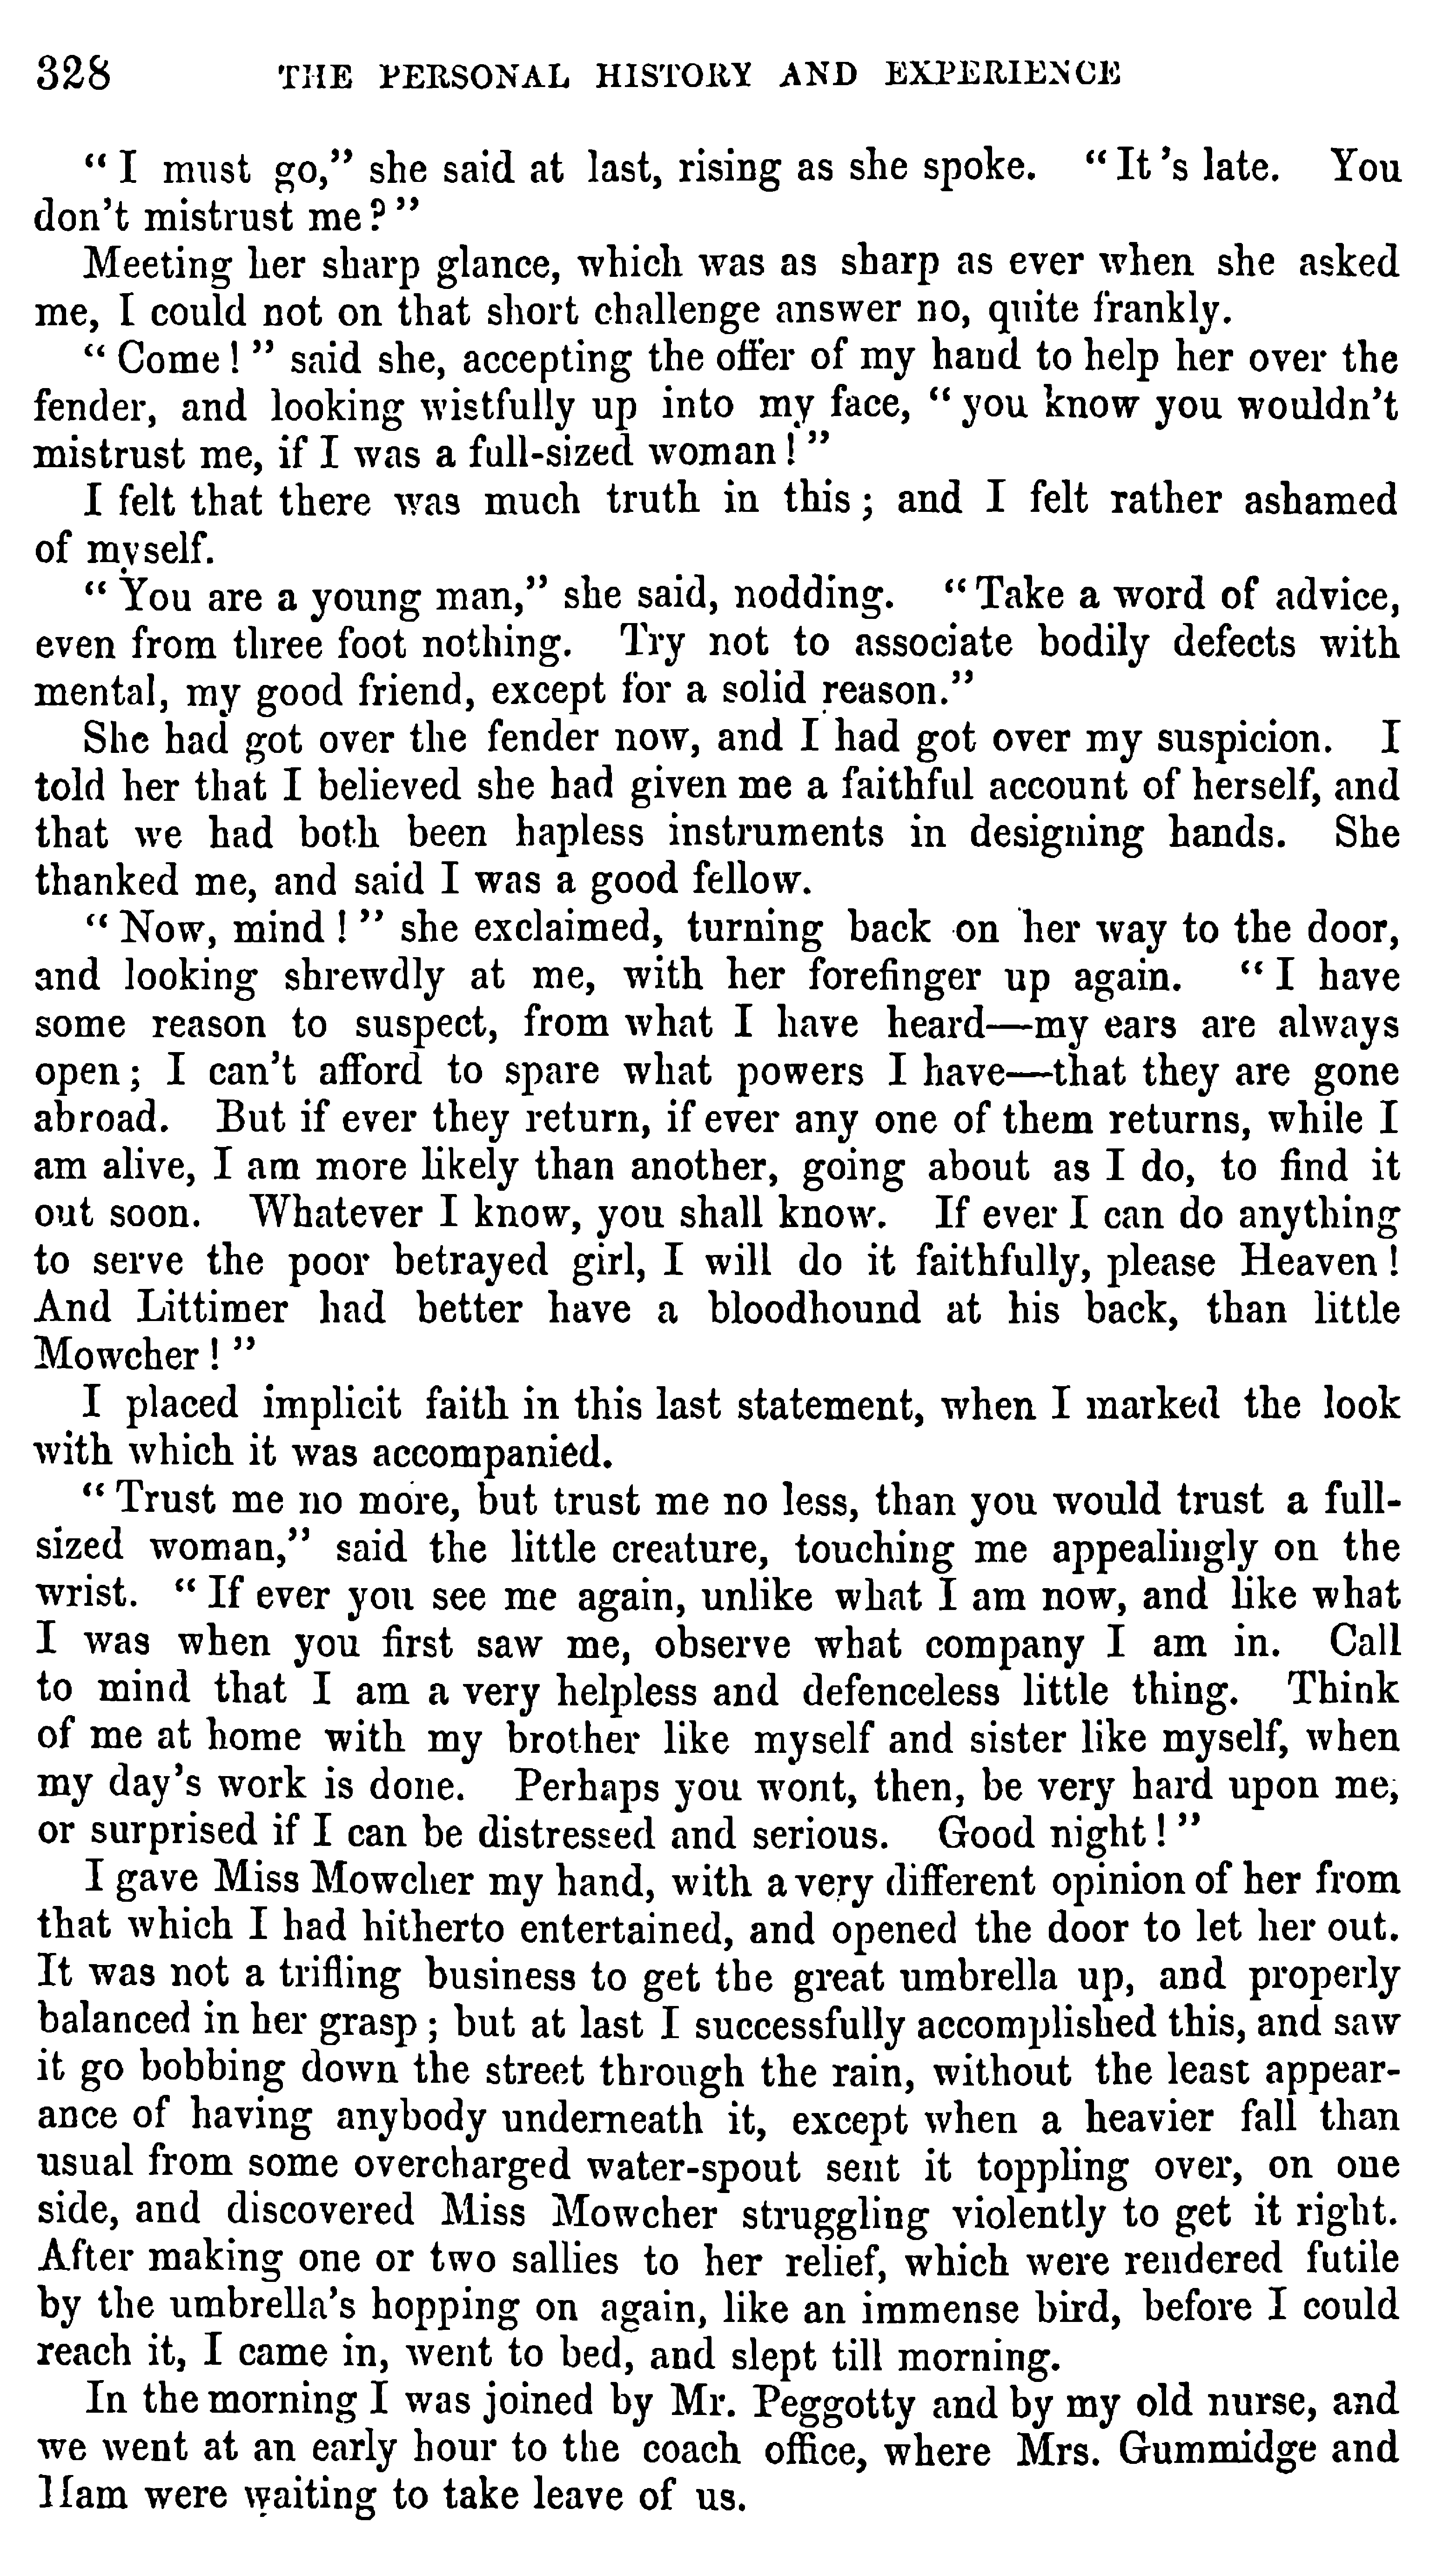 328 THE PERSONAL HISTORY AND EXPERIENCE
“ I must go,” she said at last, rising as she spoke. “ It ’s late. You
don’t mistrust me ? ”
Meeting her sharp glance, which was as sharp as ever when she asked
me, I could not on that short challenge answer no, quite frankly.
“ Come ! ” said she, accepting the offer of my hand to help her over the
fender, and looking wistfully up into my face, “ you know you wouldn’t
mistrust me, if I was a full-sized woman ! ”
I felt that there was much truth in this ; and I felt rather ashamed
of myself.
“ You are a young man,” she said, nodding. “ Take a word of advice,
even from three foot nothing. Try not to associate bodily defects with
mental, my good friend, except for a solid reason.”
She had got over the fender now, and I had got over my suspicion. I
told her that I believed she had given me a faithful account of herself, and
that we had both been hapless instruments in designing hands. She
thanked me, and said I was a good fellow.
“ Now, mind ! ” she exclaimed, turning back on her way to the door,
and looking shrewdly at me, with her forefinger up again. “ I have
some reason to suspect, from what I have heard—my ears are always
open ; I can’t afford to spare what powers I have—that they are gone
abroad. But if ever they return, if ever any one of them returns, while I
am alive, I am more likely than another, going about as I do, to find it
out soon. Whatever I know, you shall know. If ever I can do anything
to serve the poor betrayed girl, I will do it faithfully, please Heaven !
And Littimer had better have a bloodhound at his back, than little
Mowcher ! ”
I placed implicit faith in this last statement, when I marked the look
with which it was accompanied.
“ Trust me no more, but trust me no less, than you would trust a full-
sized woman,” said the little creature, touching me appealingly on the
wrist. “ If ever you see me again, unlike what I am now, and like what
I was when you first saw me, observe what company I am in. Call
to mind that I am a very helpless and defenceless little thing. Think
of me at home with my brother like myself and sister like myself, when
my day’s work is done. Perhaps you wont, then, be very hard upon me,
or surprised if I can be distressed and serious. Good night ! ”
I gave Miss Mowcher my hand, with a very different opinion of her from
that which I had hitherto entertained, and opened the door to let her out.
It was not a trifling business to get the great umbrella up, and properly
balanced in her grasp ; but at last I successfully accomplished this, and saw
it go bobbing down the street through the rain, without the least appear-
ance of having anybody underneath it, except when a heavier fall than
usual from some overcharged water-spout sent it toppling over, on one
side, and discovered Miss Mowcher struggling violently to get it right.
After making one or two sallies to her relief, which were rendered futile
by the umbrella’s hopping on again, like an immense bird, before I could
reach it, I came in, went to bed, and slept till morning.
In the morning I was joined by Mr. Peggotty and by my old nurse, and
we went at an early hour to the coach office, where Mrs. Gummidge and
Ham were waiting to take leave of us.